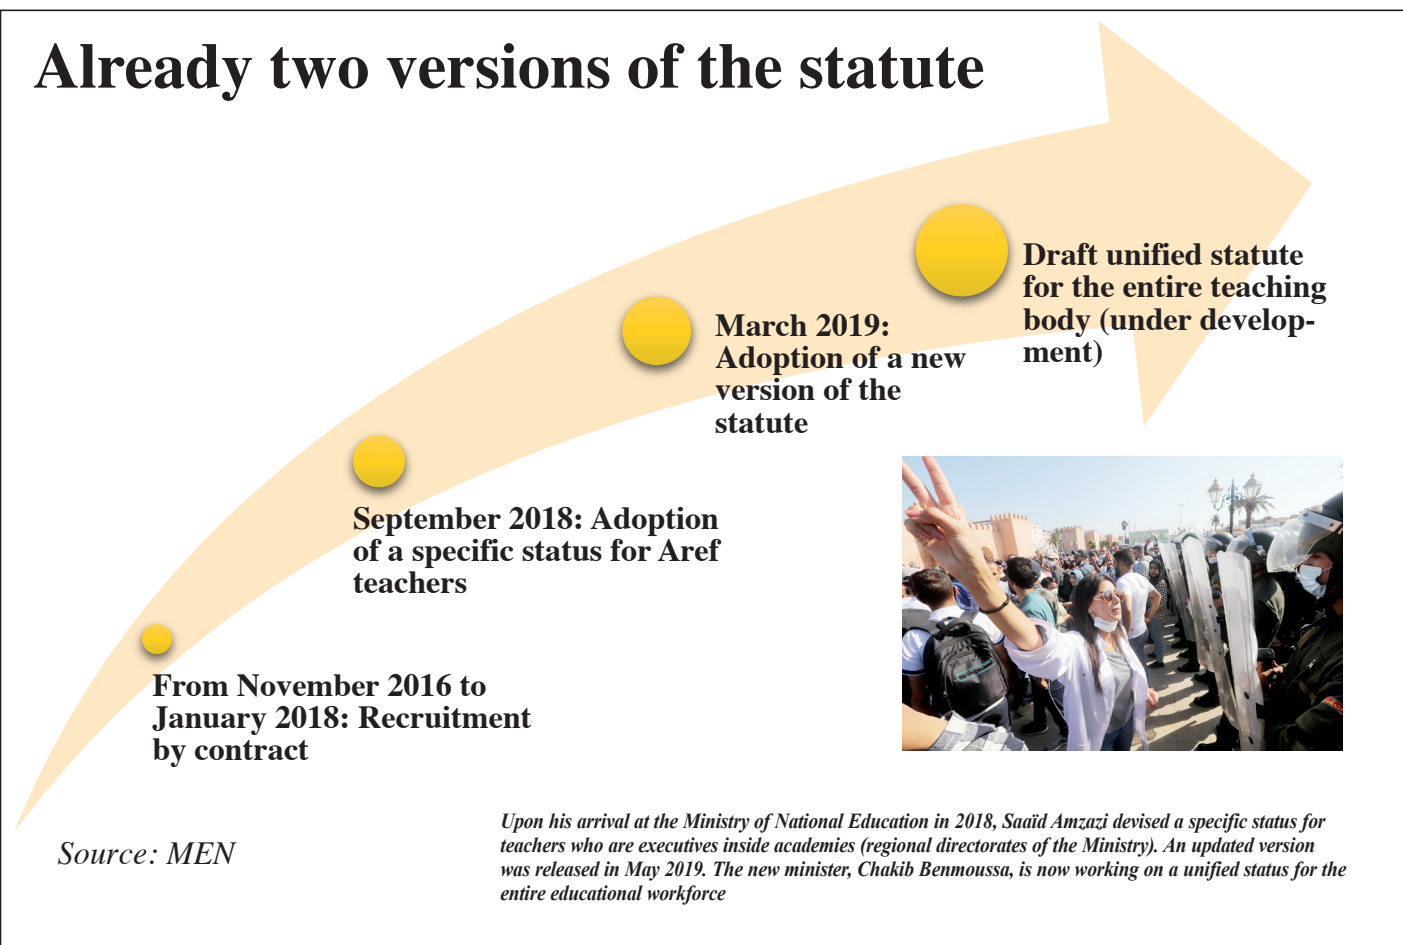 Already two versions of the statute
Draft unified statute
for the entire teaching
body (under develop-
ment)
March 2019:
Adoption of a new
version of the
statute
September 2018: Adoption
of a specific status for Aref
teachers
From November 2016 to
January 2018: Recruitment
by contract
Source: MEN
Upon his arrival at the Ministry of National Education in 2018, Saaïd Amzazi devised a specific status for
teachers who are executives inside academies (regional directorates of the Ministry). An updated version
was released in May 2019. The new minister, Chakib Benmoussa, is now working on a unified status for the
entire educational workforce